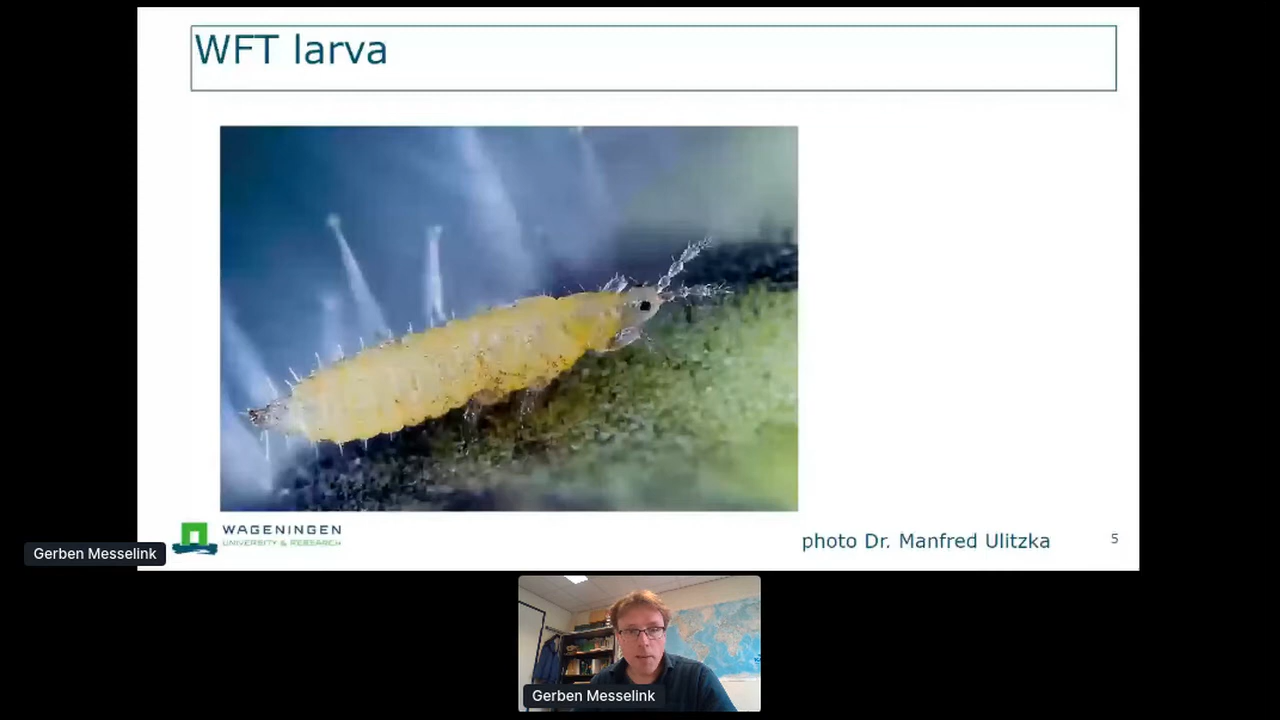 WFT larva
WAGENINGEN
UNIVERSITY & RESEARCH
photo Dr. Manfred Ulitzka
5
Gerben Messelink
Gerben Messelink